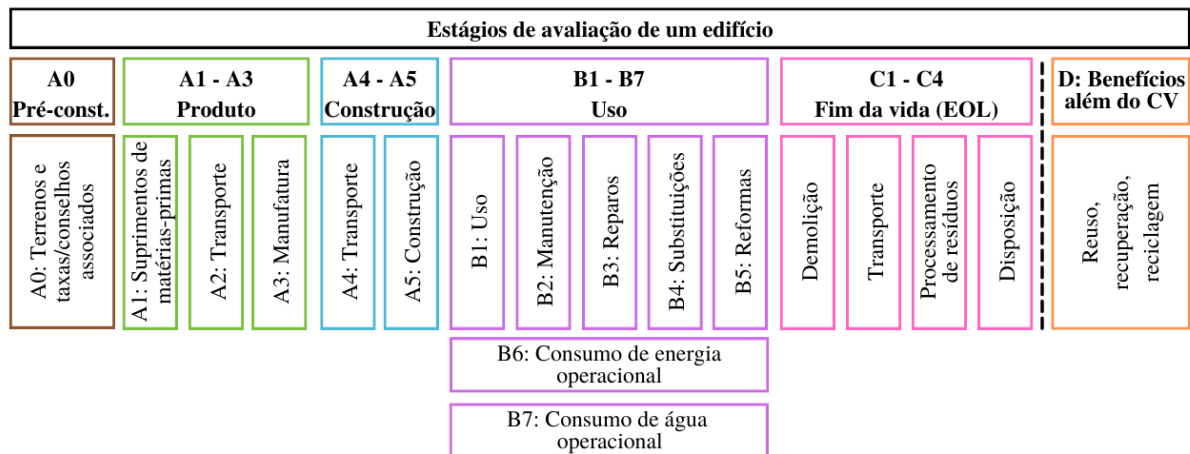 Estágios de avaliação de um edifício
A0
Pré-const.
A1 - A3
Produto
A4 - A5
Construção
B1 - B7
Uso
C1 - C4
Fim da vida (EOL)
D: Benefícios
além do CV
A0: Terrenos e
taxas/conselhos
associados
A1: Suprimentos de
matérias-primas
A2: Transporte
A3: Manufatura
A4: Transporte
A5: Construção
B1: Uso
B2: Manutenção
B3: Reparos
B4: Substituições
B5: Reformas
Demolição
Transporte
Processamento
de resíduos
Disposição
Reuso,
recuperação,
reciclagem
B6: Consumo de energia
operacional
B7: Consumo de água
operacional